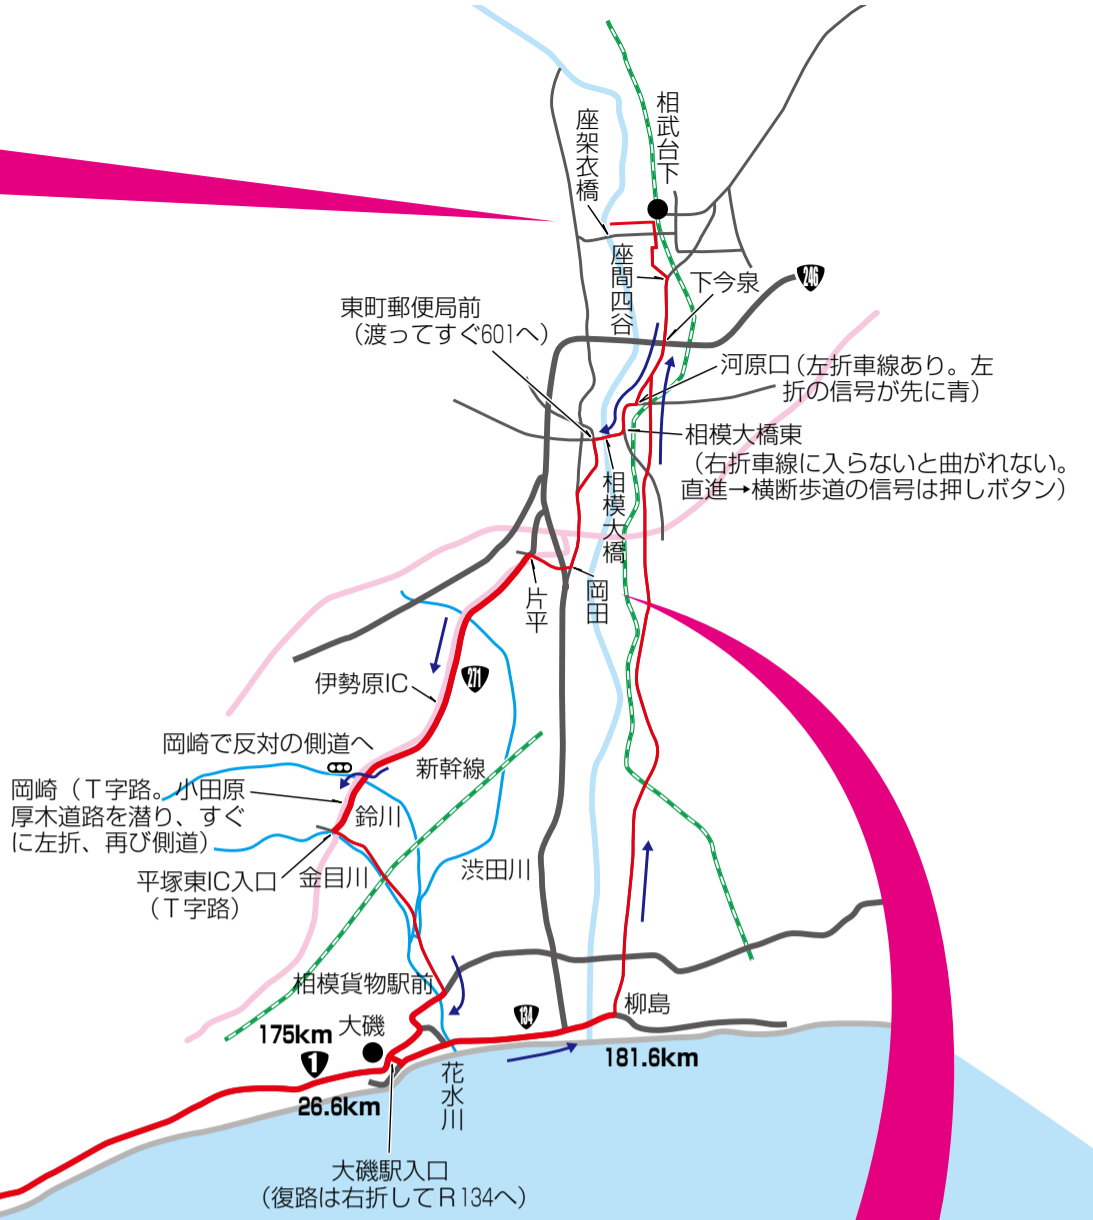 相武台下
座架衣橋
座間四谷
下今泉
246
東町郵便局前
（渡ってすぐ601へ）
河原口（左折車線あり。左
折の信号が先に青）
相模大橋東
（右折車線に入らないと曲がれない。
直進→横断歩道の信号は押しボタン）
相模大橋
岡田
片平
伊勢原IC
271
岡崎で反対の側道へ
新幹線
岡崎（T字路。小田原
厚木道路を潜り、すぐ
に左折、再び側道）
鈴川
平塚東IC入口
（T字路）
金目川
渋田川
相模貨物駅前
175km
大磯
134
柳島
1
26.6km
181.6km
花水川
大磯駅入口
（復路は右折してR134へ）